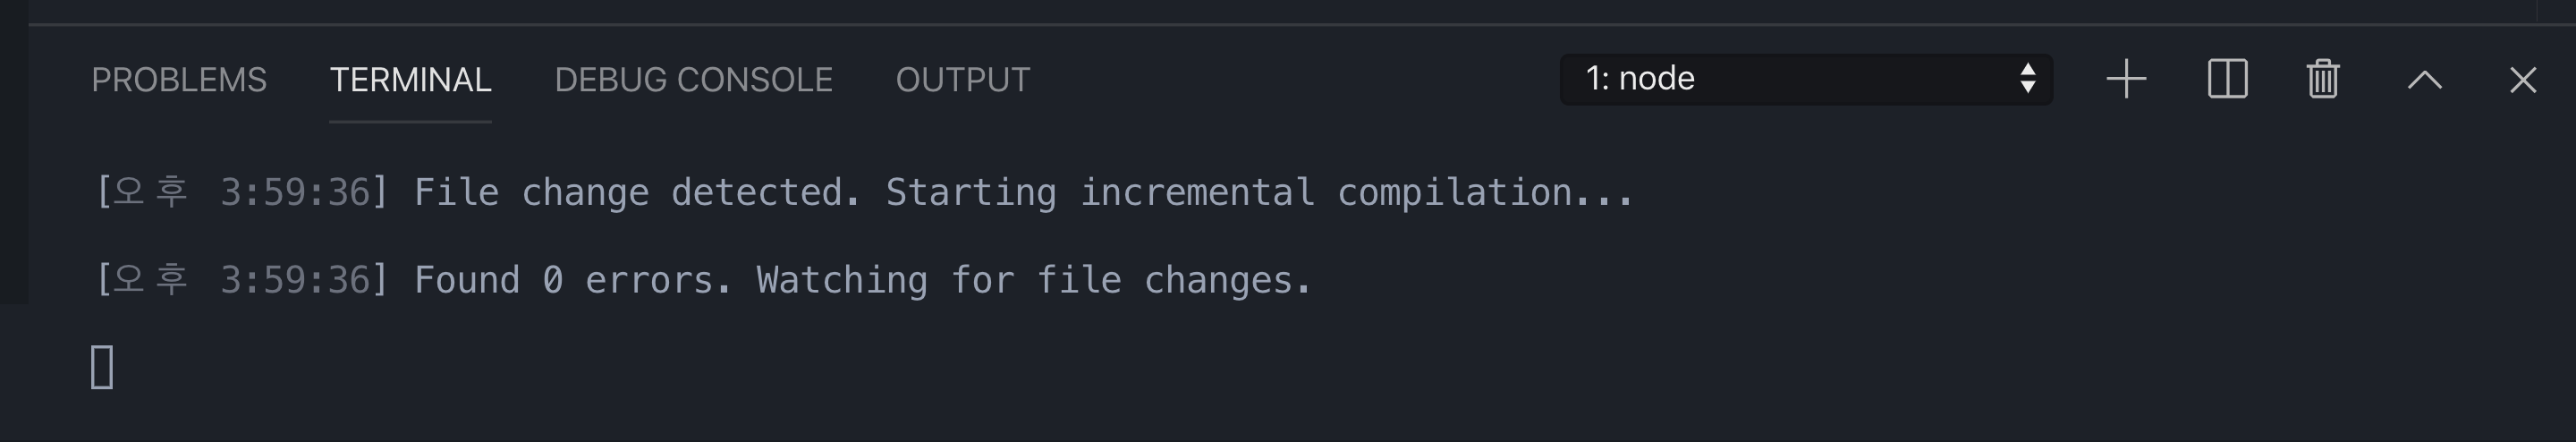 PROBLEMS TERMINAL DEBUG CONSOLE OUTPUT 1: node
[오후 3:59:36] File change detected. Starting incremental compilation...
[오후 3:59:36] Found 0 errors. Watching for file changes.